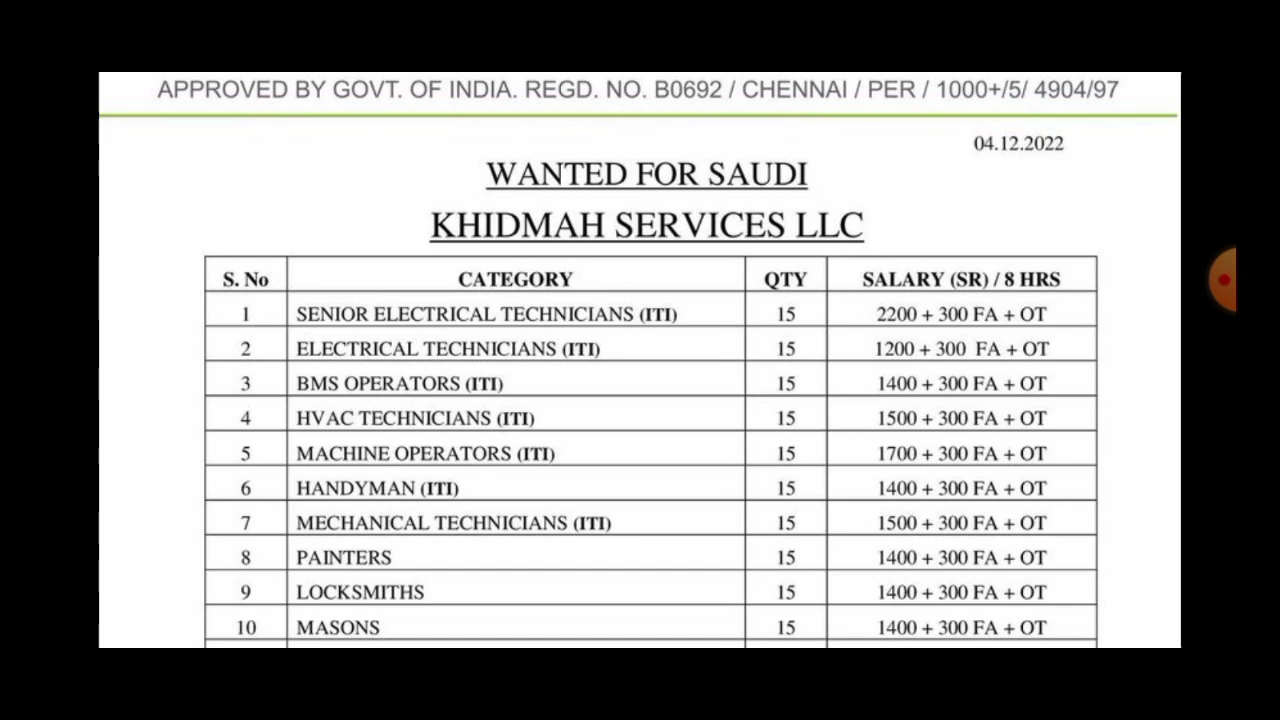 APPROVED BY GOVT. OF INDIA. REGD. NO. B0692 / CHENNAI / PER / 1000+/5/ 4904/97
04.12.2022
WANTED FOR SAUDI
KHIDMAH SERVICES LLC
S. No CATEGORY QTY SALARY (SR) / 8 HRS
1 SENIOR ELECTRICAL TECHNICIANS (ITI) 15 2200 + 300 FA + OT
2 ELECTRICAL TECHNICIANS (ITI) 15 1200 + 300 FA + OT
3 BMS OPERATORS (ITI) 15 1400 + 300 FA + OT
4 HVAC TECHNICIANS (ITI) 15 1500 + 300 FA + OT
5 MACHINE OPERATORS (ITI) 15 1700 + 300 FA + OT
6 HANDYMAN (ITI) 15 1400 + 300 FA + OT
7 MECHANICAL TECHNICIANS (ITI) 15 1500 + 300 FA + OT
8 PAINTERS 15 1400 + 300 FA + OT
9 LOCKSMITHS 15 1400 + 300 FA + OT
10 MASONS 15 1400 + 300 FA + OT